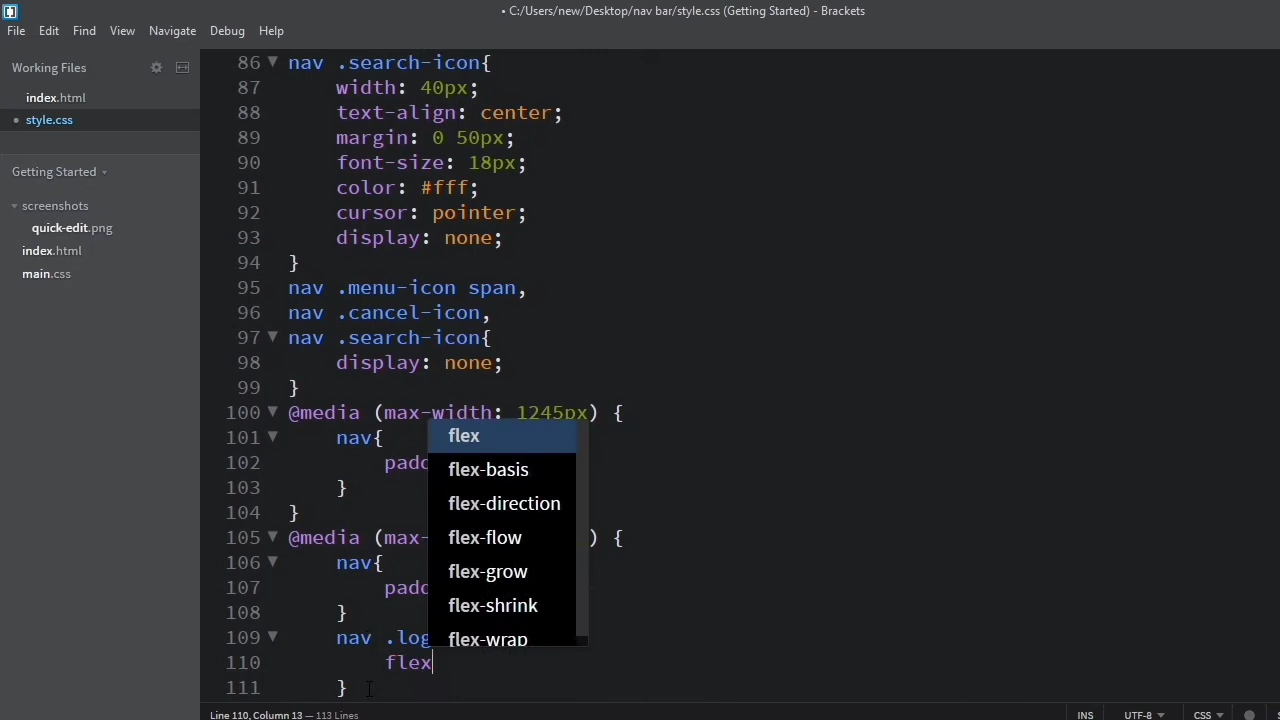 • C:/Users/new/Desktop/nav bar/style.css (Getting Started) - Brackets
File Edit Find View Navigate Debug Help
Working Files
index.html
• style.css
Getting Started
screenshots
quick-edit.png
index.html
main.css
86 nav .search-icon{
87 width: 40px;
88 text-align: center;
89 margin: 0 50px;
90 font-size: 18px;
91 color: #fff;
92 cursor: pointer;
93 display: none;
94 }
95 nav .menu-icon span,
96 nav .cancel-icon,
97 nav .search-icon{
98 display: none;
99 }
100 @media (max-width: 1245px) {
101 nav{
102 padd
103 }
104 }
105 @media (max- ) {
106 nav{
107 padd
108 }
109 nav .log
110 flex
111 }
flex
flex-basis
flex-direction
flex-flow
flex-grow
flex-shrink
flex-wrap
Line 110, Column 13 — 113 Lines
INS UTF-8 CSS